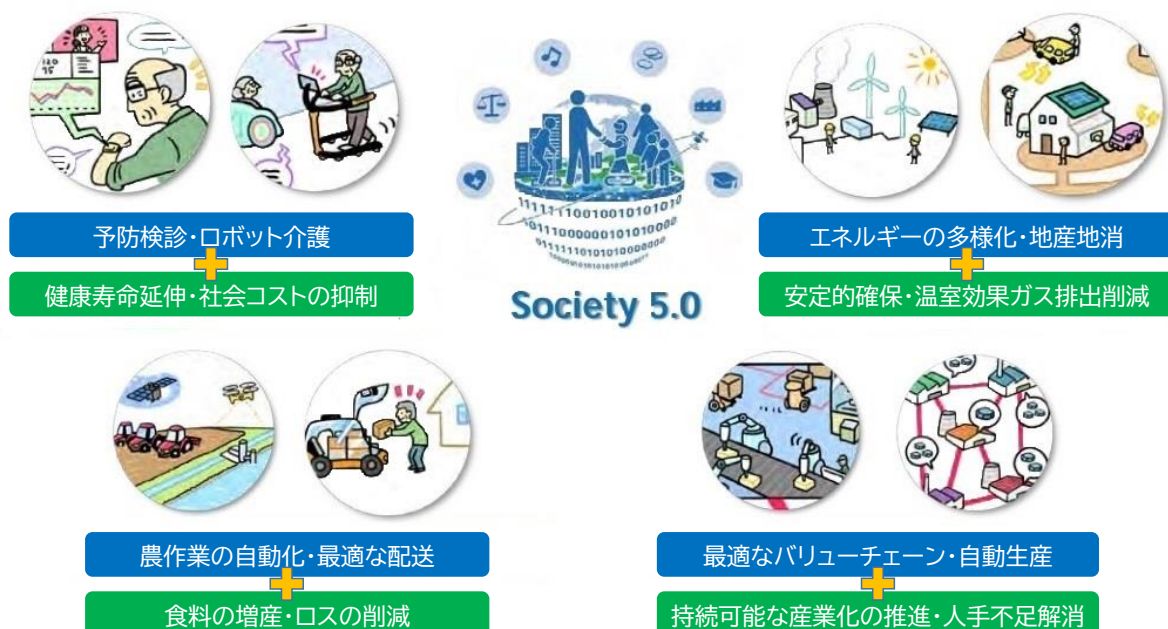 120
予防検診・ロボット介護
健康寿命延伸・社会コストの抑制
Society 5.0
エネルギーの多様化・地産地消
安定的確保・温室効果ガス排出削減
農作業の自動化・最適な配送
食料の増産・ロスの削減
最適なバリューチェーン・自動生産
持続可能な産業化の推進・人手不足解消